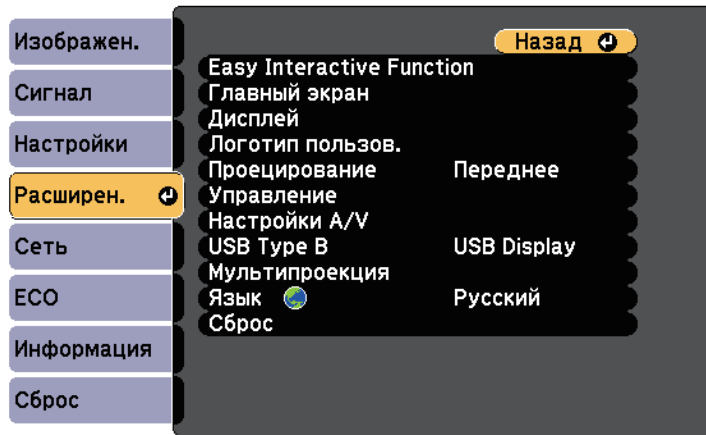 Изображен.
Сигнал
Настройки
Расширен.
Сеть
ECO
Информация
Сброс
Назад
Easy Interactive Function
Главный экран
Дисплей
Логотип пользов.
Проецирование Переднее
Управление
Настройки A/V
USB Type B USB Display
Мультипроекция
Язык Русский
Сброс